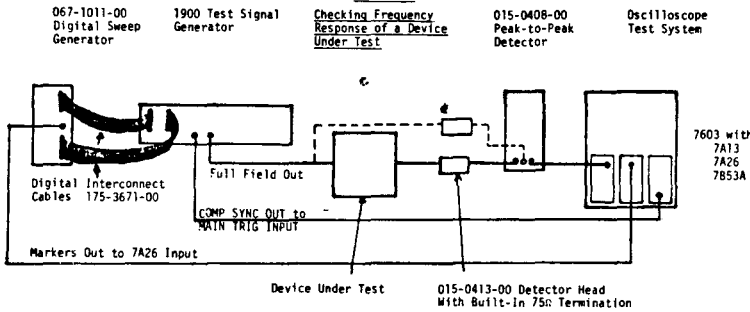 067-1011-00
Digital Sweep
Generator
1900 Test Signal
Generator
Checking Frequency
Response of a Device
Under Test
015-0408-00
Peak-to-Peak
Detector
Oscilloscope
Test System
7603 with
7A13
7A26
7B53A
Digital Interconnect
Cables 175-3671-00
Full Field Out
COMP SYNC OUT to
MAIN TRIG INPUT
Markers Out to 7A26 Input
Device Under Test
015-0413-00 Detector Head
With Built-In 75Ω Termination